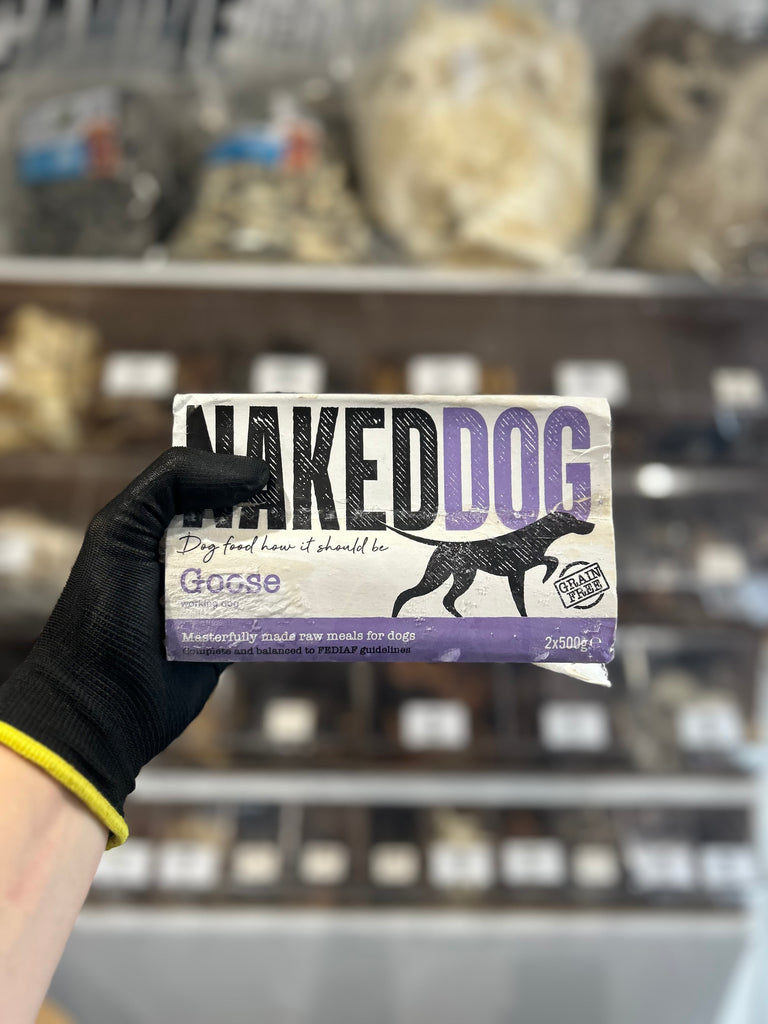 NAKEDDOG
Dog food how it should be
Goose
working dog
GRAIN
FREE
Masterfully made raw meals for dogs
2x500g℮
Complete and balanced to FEDIAF guidelines